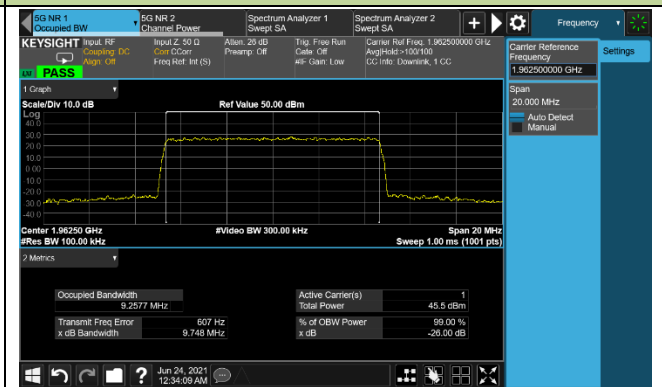 5G NR 1
Occupied BW
5G NR 2
Channel Power
Spectrum Analyzer 1
Swept SA
Spectrum Analyzer 2
Swept SA
Frequency
KEYSIGHT
Input: RF
Coupling: DC
Align: Off
Input Z: 50 Ω
Corr CCorr
Freq Ref: Int (S)
Atten: 26 dB
Preamp: Off
Trig: Free Run
Gate: Off
#IF Gain: Low
Carrier Ref Freq: 1.962500000 GHz
Avg|Hold:>100/100
CC Info: Downlink, 1 CC
PASS
Carrier Reference
Frequency
1.962500000 GHz
Settings
Span
20.000 MHz
Auto Detect
Manual
1 Graph
Scale/Div 10.0 dB
Ref Value 50.00 dBm
Log
40.0
30.0
20.0
10.0
0.00
-10.0
-20.0
-30.0
-40.0
Center 1.96250 GHz
#Video BW 300.00 kHz
Span 20 MHz
#Res BW 100.00 kHz
Sweep 1.00 ms (1001 pts)
2 Metrics
Occupied Bandwidth
9.2577 MHz
Active Carrier(s) 1
Total Power 45.5 dBm
Transmit Freq Error 607 Hz
x dB Bandwidth 9.748 MHz
% of OBW Power 99.00 %
x dB -26.00 dB
Jun 24, 2021
12:34:09 AM